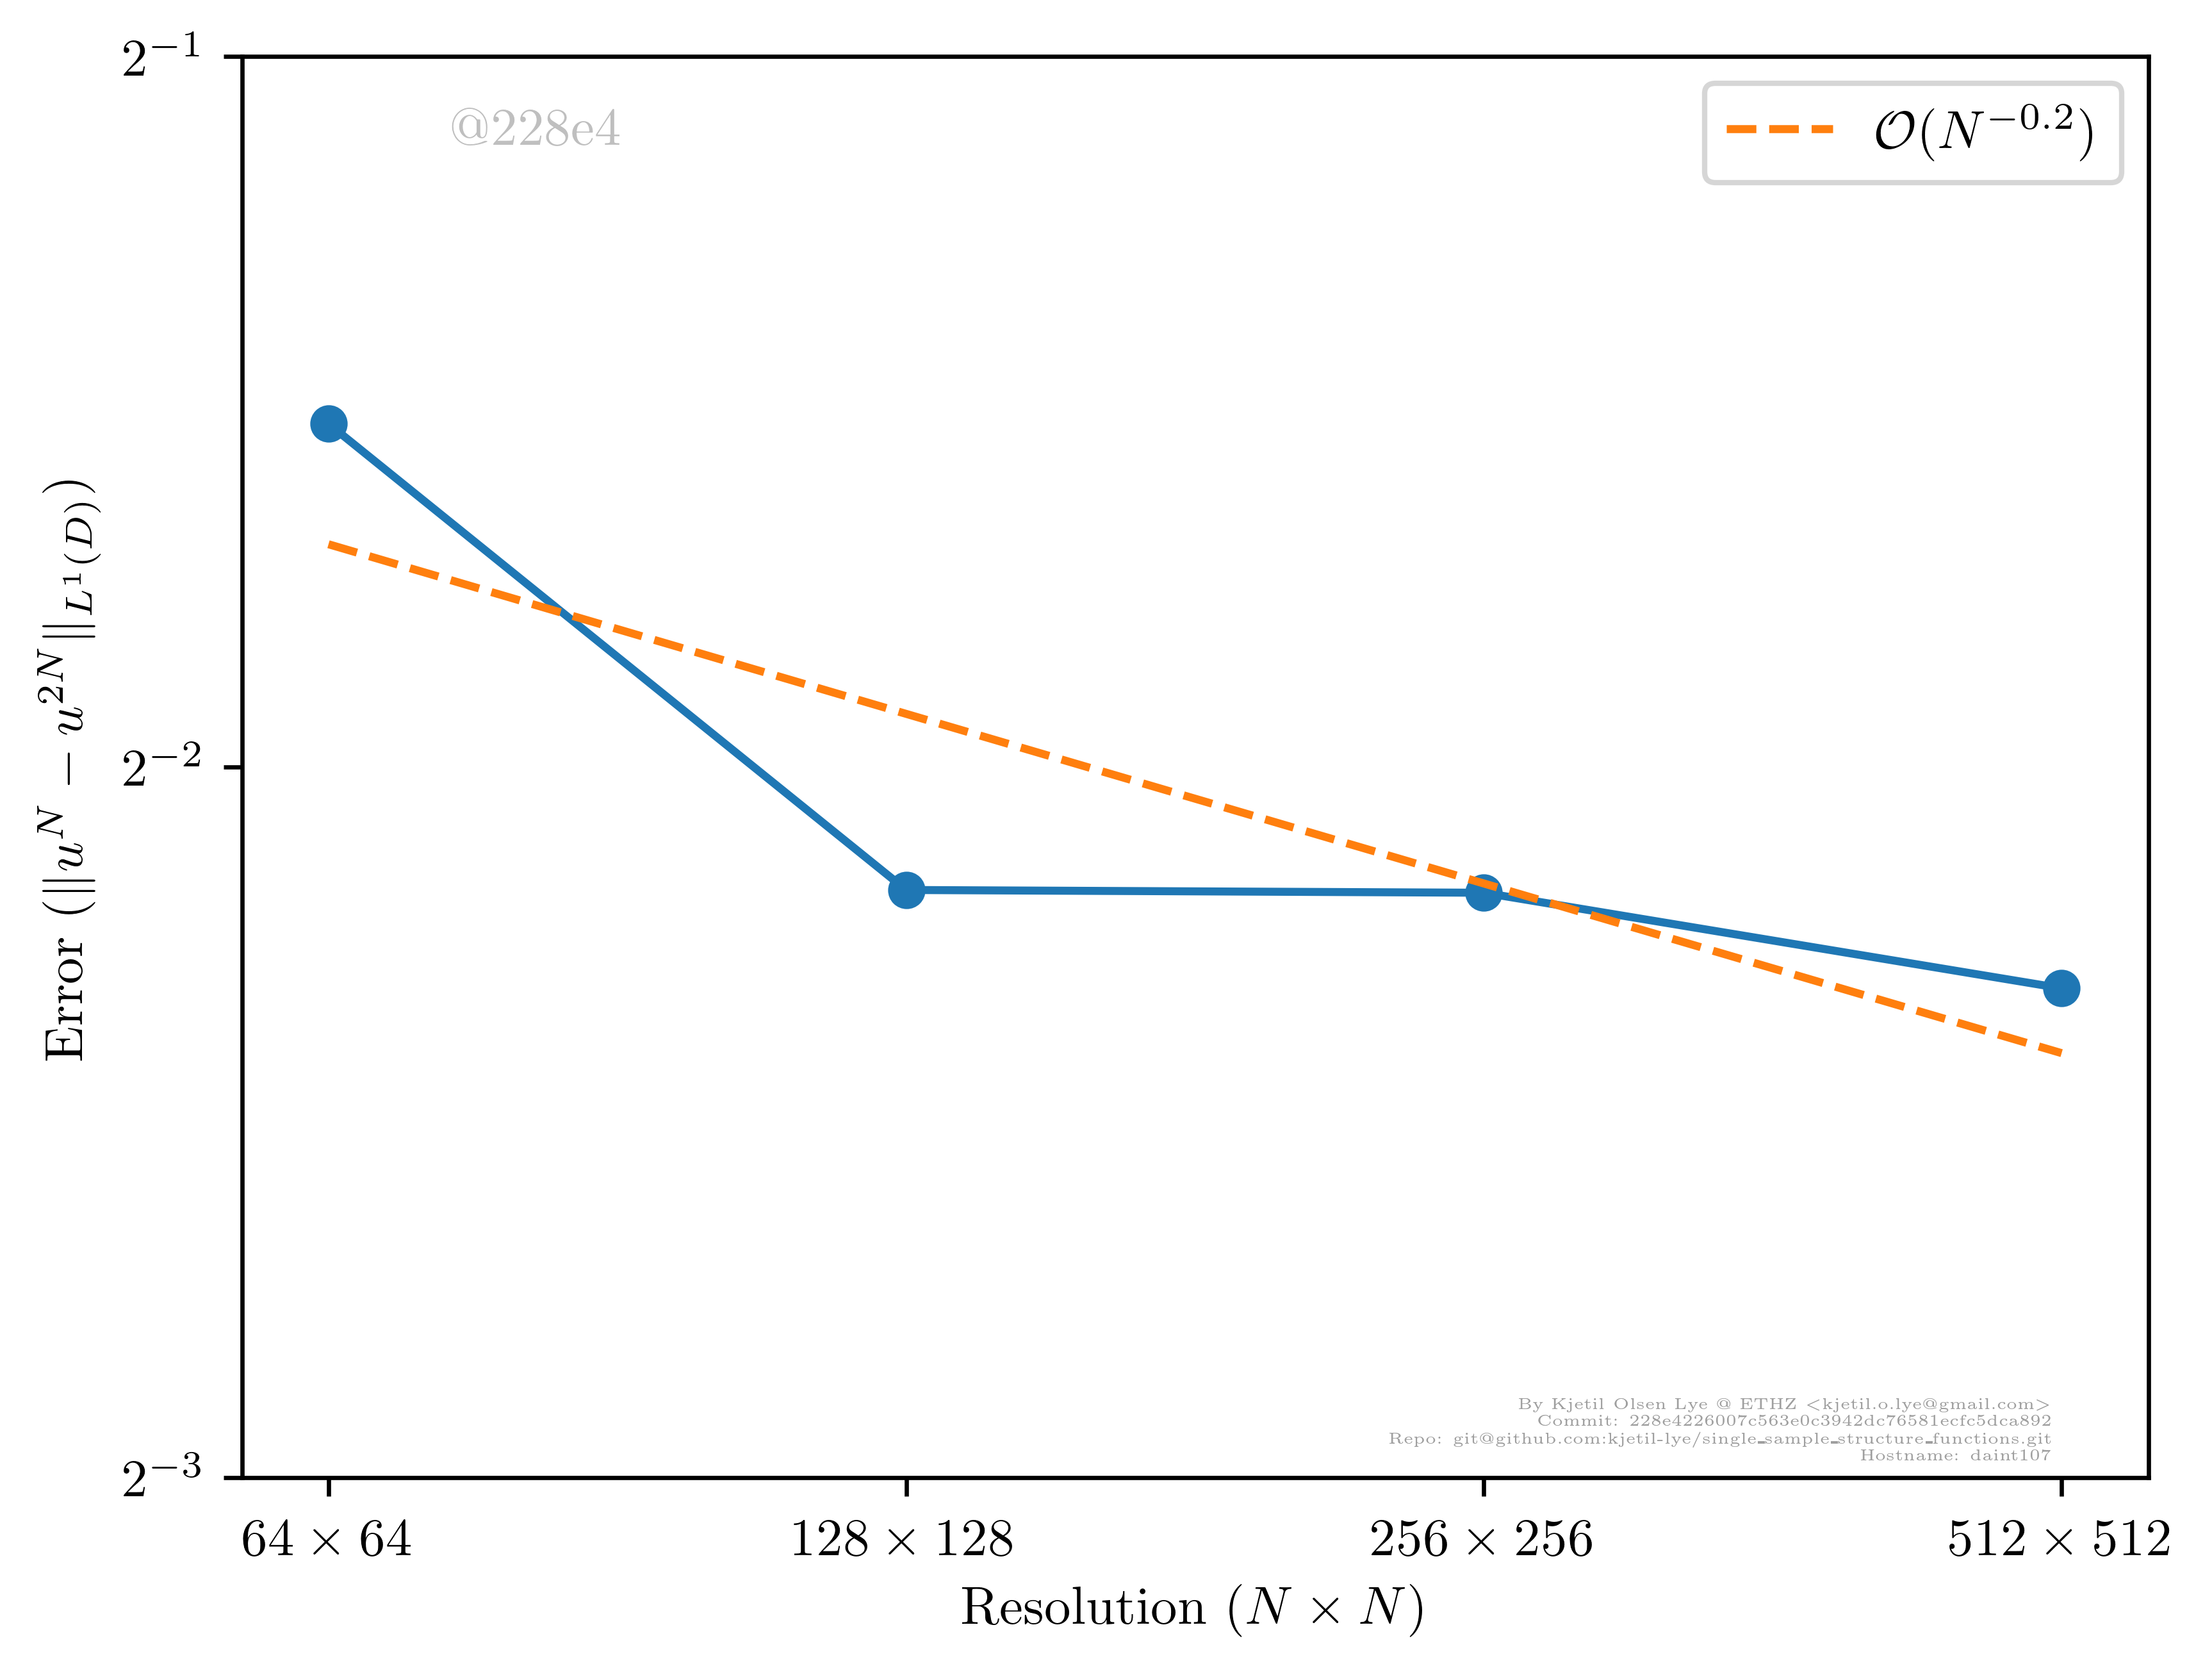 2^{-1}
@228e4
\mathcal{O}(N^{-0.2})
Error (||u^N − u^{2N}||_{L^1(D)})
2^{-2}
By Kjetil Olsen Lye @ ETHZ <kjetil.o.lye@gmail.com>
Commit: 228e4226007c563e0c3942dc76581ecfc5dca892
Repo: git@github.com:kjetil-lye/single_sample_structure_functions.git
Hostname: daint107
2^{-3}
64 × 64
128 × 128
256 × 256
512 × 512
Resolution (N × N)